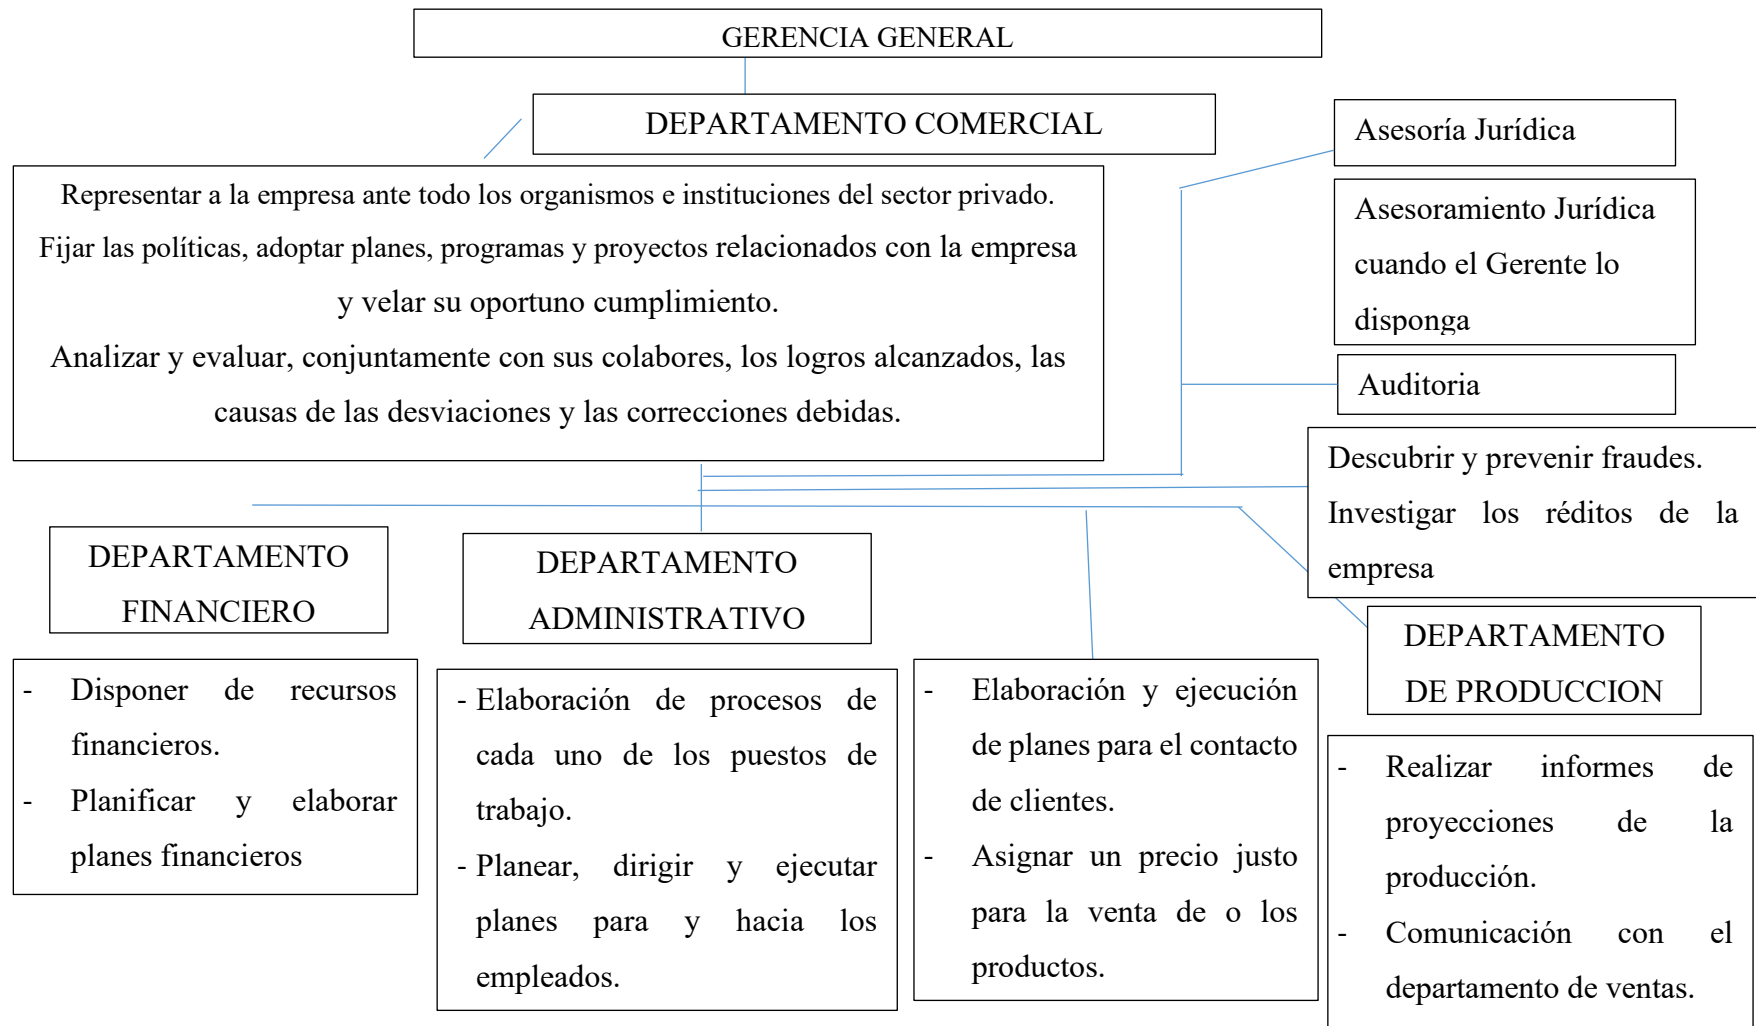 GERENCIA GENERAL
DEPARTAMENTO COMERCIAL
Representar a la empresa ante todo los organismos e instituciones del sector privado.
Fijar las políticas, adoptar planes, programas y proyectos relacionados con la empresa
y velar su oportuno cumplimiento.
Analizar y evaluar, conjuntamente con sus colabores, los logros alcanzados, las
causas de las desviaciones y las correcciones debidas.
Asesoría Jurídica
Asesoramiento Jurídica
cuando el Gerente lo
disponga
Auditoria
Descubrir y prevenir fraudes.
Investigar los réditos de la
empresa
DEPARTAMENTO
FINANCIERO
- Disponer de recursos
financieros.
- Planificar y elaborar
planes financieros
DEPARTAMENTO
ADMINISTRATIVO
- Elaboración de procesos de
cada uno de los puestos de
trabajo.
- Planear, dirigir y ejecutar
planes para y hacia los
empleados.
- Elaboración y ejecución
de planes para el contacto
de clientes.
- Asignar un precio justo
para la venta de o los
productos.
DEPARTAMENTO
DE PRODUCCION
- Realizar informes de
proyecciones de la
producción.
- Comunicación con el
departamento de ventas.